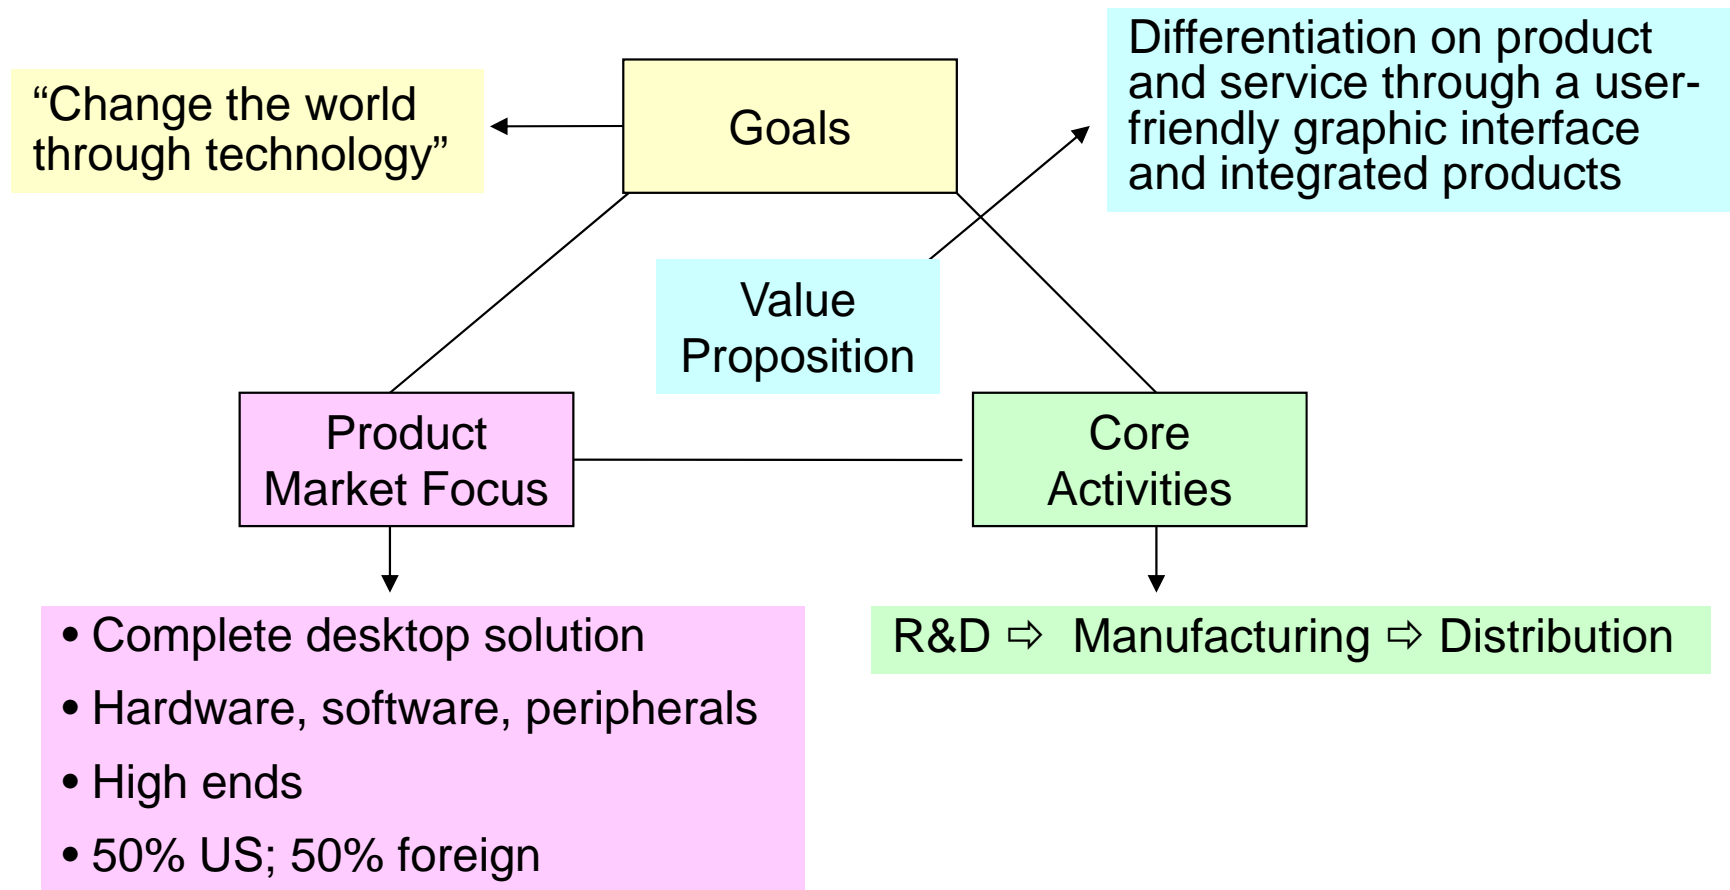 “Change the world
through technology”
Goals
Differentiation on product
and service through a user-
friendly graphic interface
and integrated products
Value
Proposition
Product
Market Focus
Core
Activities
• Complete desktop solution
• Hardware, software, peripherals
• High ends
• 50% US; 50% foreign
R&D ⇨ Manufacturing ⇨ Distribution